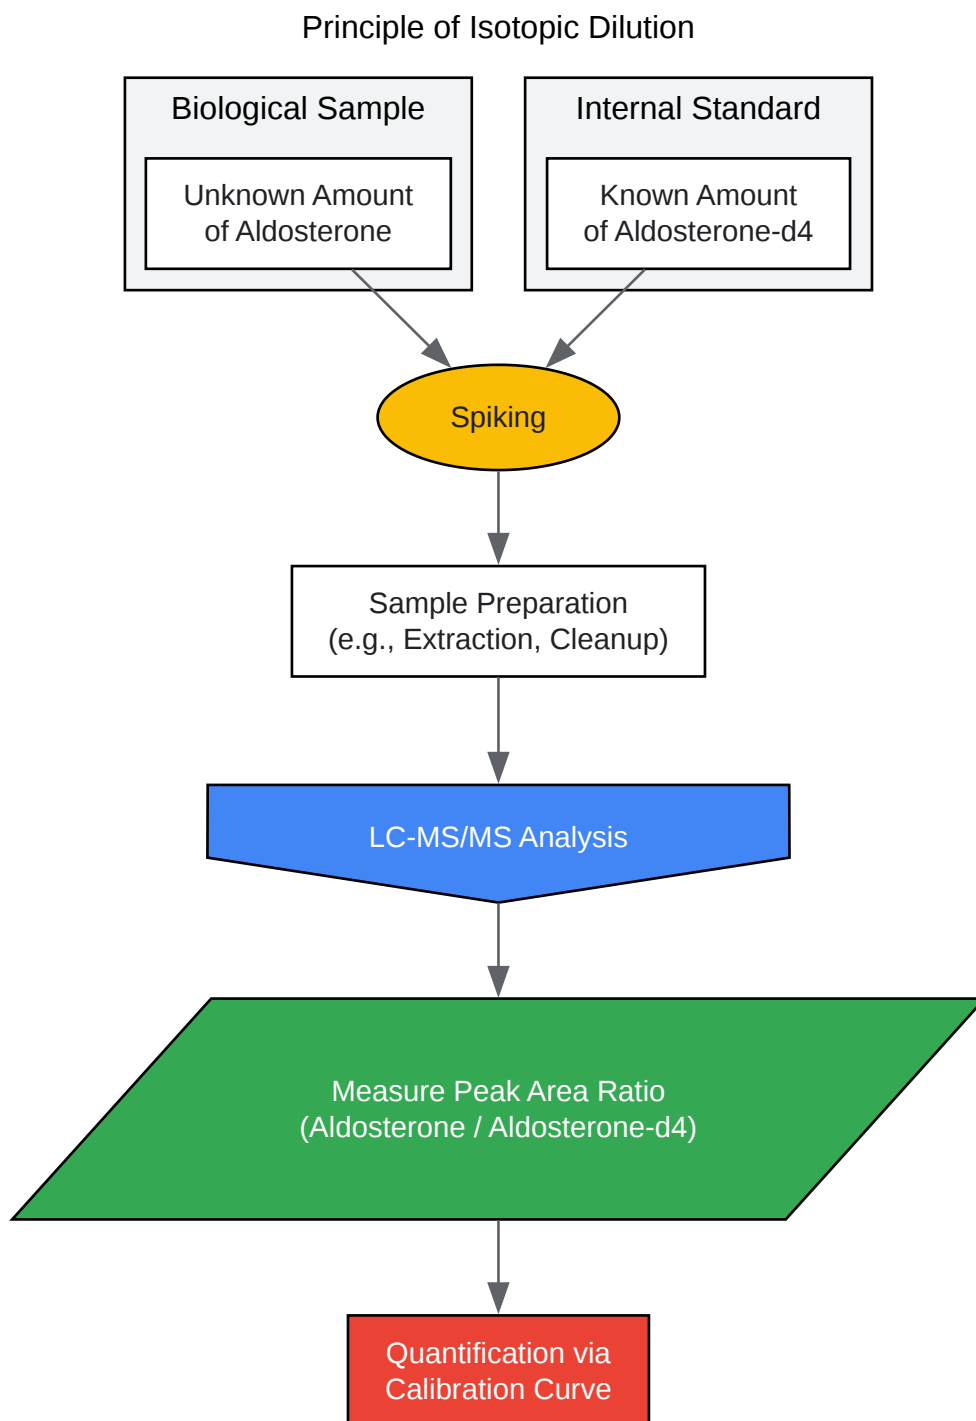 Principle of Isotopic Dilution
Biological Sample
Internal Standard
Unknown Amount
of Aldosterone
Known Amount
of Aldosterone-d4
Spiking
Sample Preparation
(e.g., Extraction, Cleanup)
LC-MS/MS Analysis
Measure Peak Area Ratio
(Aldosterone / Aldosterone-d4)
Quantification via
Calibration Curve